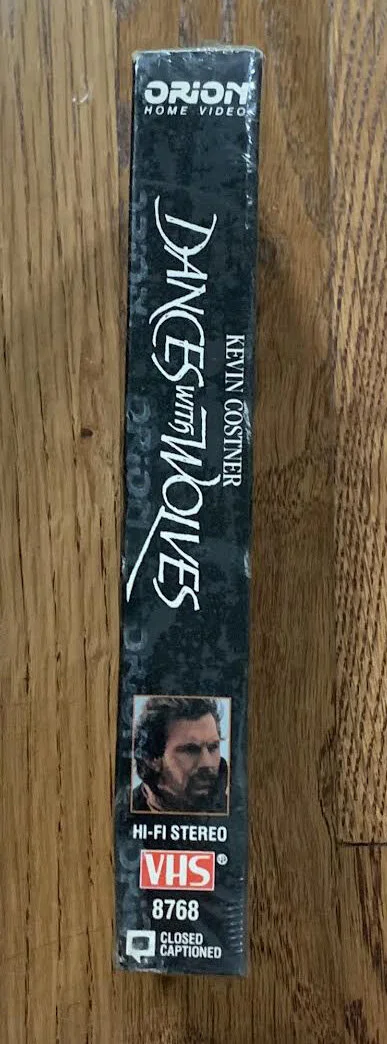 ORION
HOME VIDEO
KEVIN COSTNER
DANCES WITH WOLVES
HI-FI STEREO
VHS®
8768
CLOSED
CAPTIONED